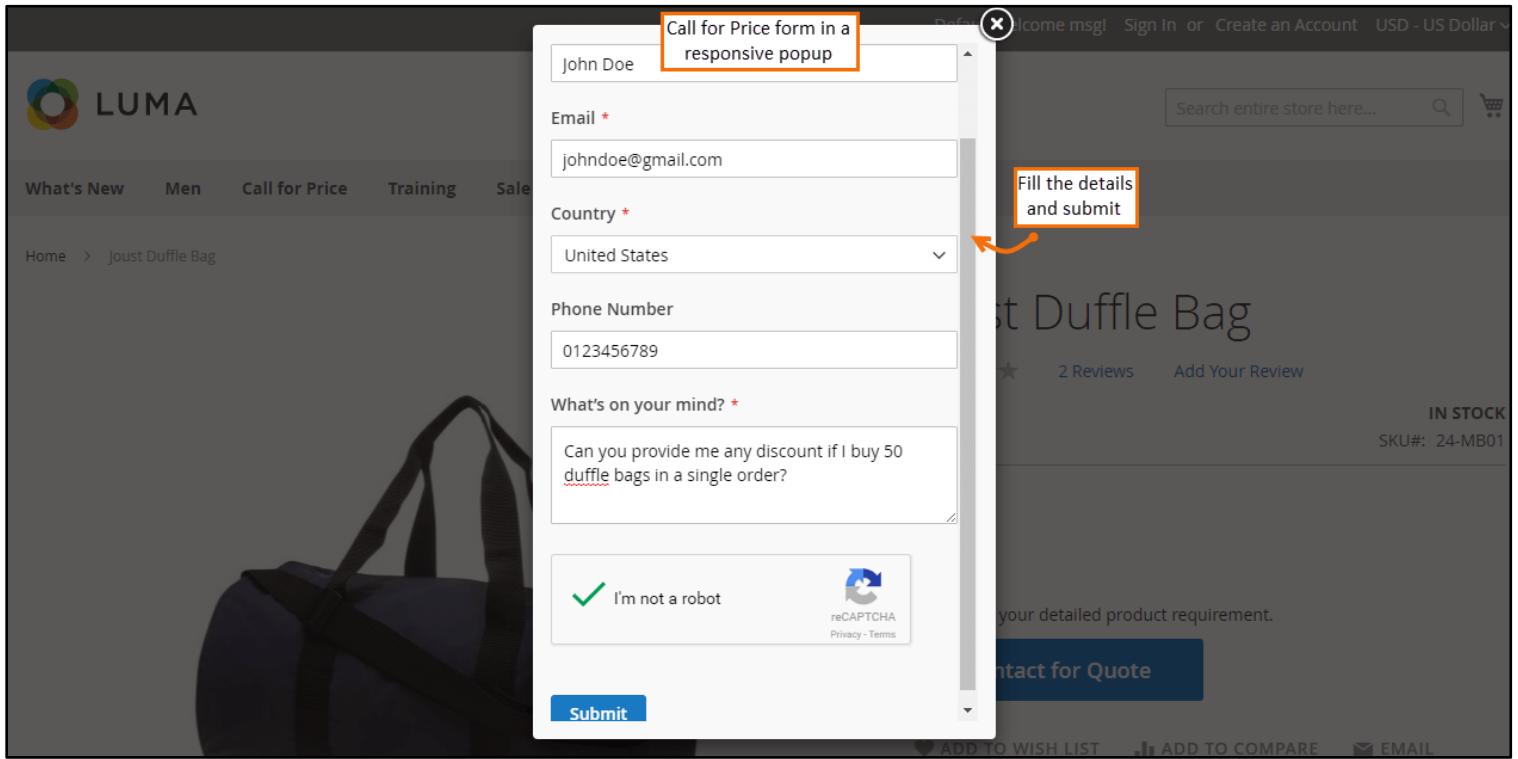 Call for Price form in a
responsive popup
Sign In or Create an Account USD - US Dollar
LUMA
Search entire store here...
What's New Men Call for Price Training Sale
Home > Joust Duffle Bag
John Doe
Email *
johndoe@gmail.com
Country *
United States
Phone Number
0123456789
What's on your mind? *
Can you provide me any discount if I buy 50
duffle bags in a single order?
I'm not a robot
reCAPTCHA
Privacy - Terms
Submit
Fill the details
and submit
Duffle Bag
2 Reviews Add Your Review
IN STOCK
SKU#: 24-MB01
your detailed product requirement.
for Quote
ADD TO WISH LIST ADD TO COMPARE EMAIL